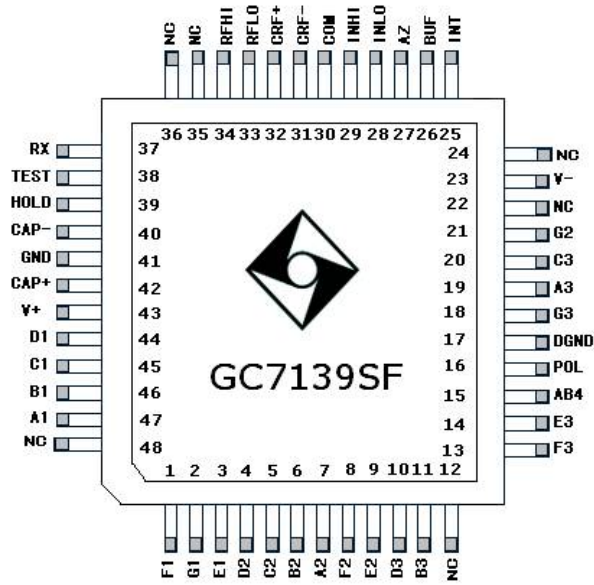 NC NC RFHI RFLO CRF+ CRF- COM INHI INLO AZ BUF INT
36 35 34 33 32 31 30 29 28 27 26 25
RX 37
TEST 38
HOLD 39
CAP- 40
GND 41
CAP+ 42
V+ 43
D1 44
C1 45
B1 46
A1 47
NC 48
24 NC
23 V-
22 NC
21 G2
20 C3
19 A3
18 G3
17 DGND
16 POL
15 AB4
14 E3
13 F3
GC7139SF
1 2 3 4 5 6 7 8 9 10 11 12
F1 G1 E1 D2 C2 B2 A2 F2 E2 D3 B3 NC